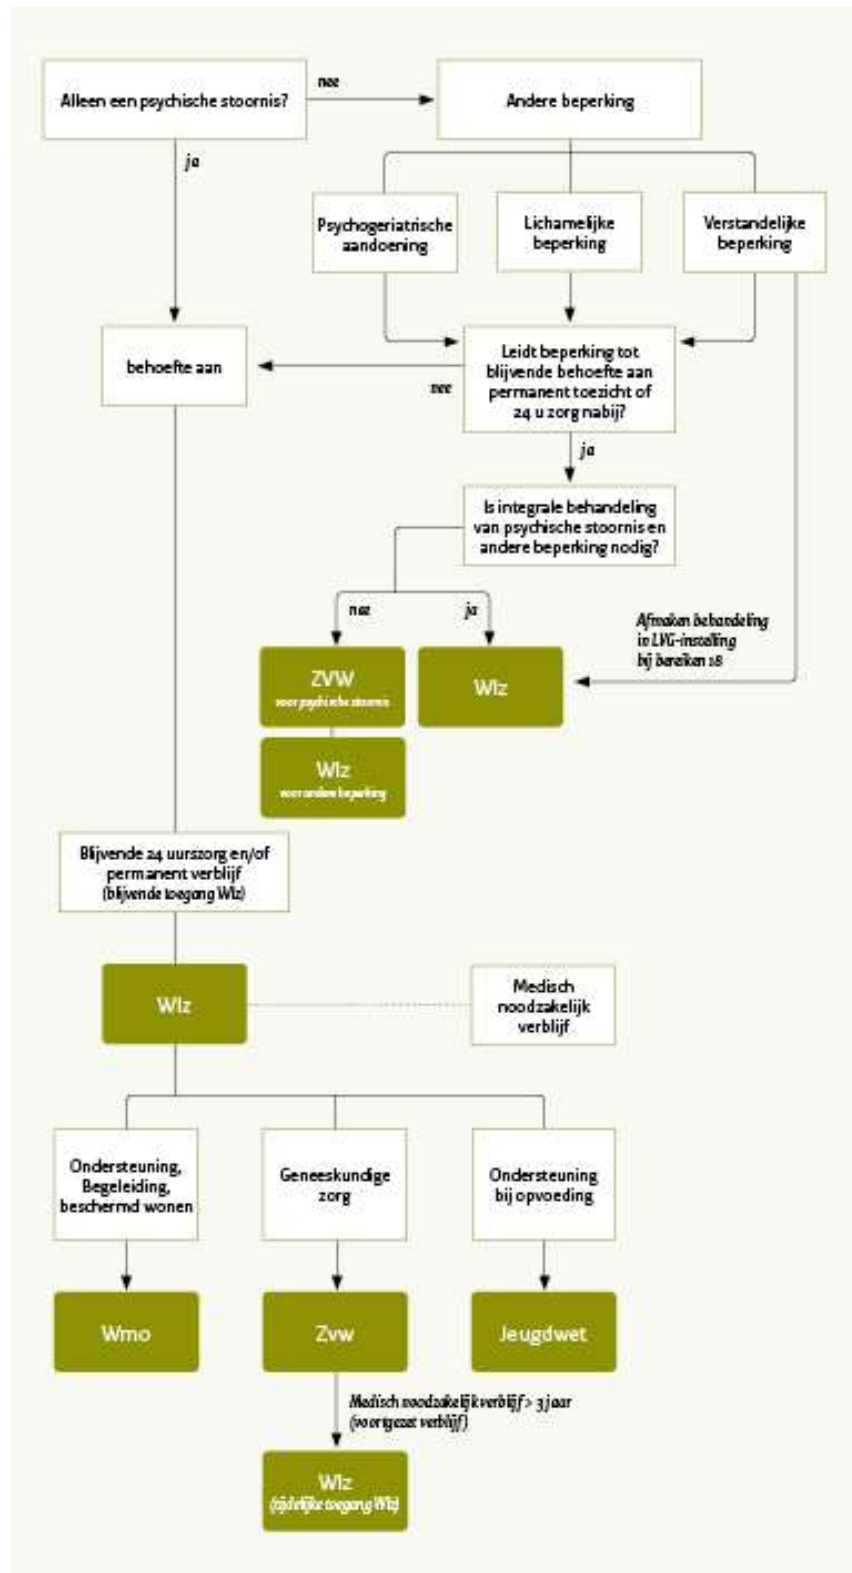 Alleen een psychische stoornis?
nee
Andere beperking
ja
Psychogeriatrische
aandoening
Lichamelijke
beperking
Verstandelijke
beperking
behoefte aan
nee
Leidt beperking tot
blijvende behoefte aan
permanent toezicht of
24 u zorg nabij?
ja
Is integrale behandeling
van psychische stoornis en
andere beperking nodig?
nee
ja
Afmaken behandeling
in LVG-instelling
bij bereiken 18
ZVW
voor psychische stoornis
Wlz
Wlz
voor andere beperking
Blijvende 24 uurszorg en/of
permanent verblijf
(blijvende toegang Wlz)
Wlz
Medisch
noodzakelijk
verblijf
Ondersteuning,
Begeleiding,
beschermd wonen
Geneeskundige
zorg
Ondersteuning
bij opvoeding
Wmo
Zvw
Jeugdwet
Medisch noodzakelijk verblijf > 3 jaar
(voortgezet verblijf)
Wlz
(tijdelijke toegang Wlz)